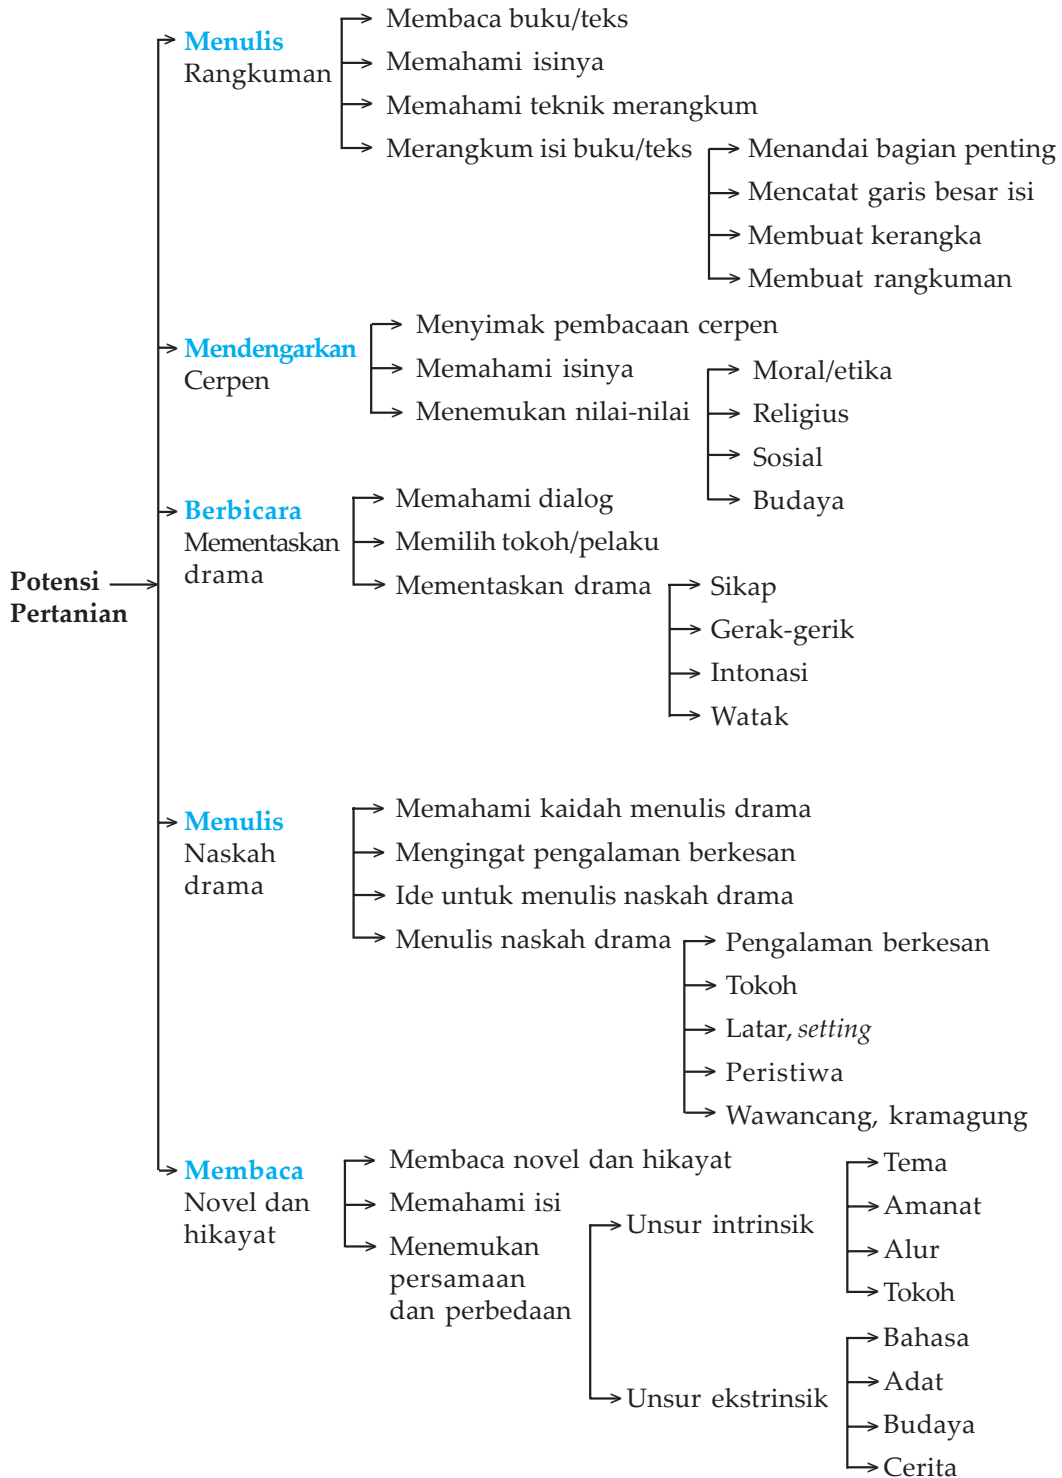 Potensi
Pertanian
Menulis
Rangkuman
Membaca buku/teks
Memahami isinya
Memahami teknik merangkum
Merangkum isi buku/teks
Menandai bagian penting
Mencatat garis besar isi
Membuat kerangka
Membuat rangkuman
Mendengarkan
Cerpen
Menyimak pembacaan cerpen
Memahami isinya
Menemukan nilai-nilai
Moral/etika
Religius
Sosial
Budaya
Berbicara
Mementaskan
drama
Memahami dialog
Memilih tokoh/pelaku
Mementaskan drama
Sikap
Gerak-gerik
Intonasi
Watak
Menulis
Naskah
drama
Memahami kaidah menulis drama
Mengingat pengalaman berkesan
Ide untuk menulis naskah drama
Menulis naskah drama
Pengalaman berkesan
Tokoh
Latar, setting
Peristiwa
Wawancang, kramagung
Membaca
Novel dan
hikayat
Membaca novel dan hikayat
Memahami isi
Menemukan
persamaan
dan perbedaan
Unsur intrinsik
Tema
Amanat
Alur
Tokoh
Unsur ekstrinsik
Bahasa
Adat
Budaya
Cerita